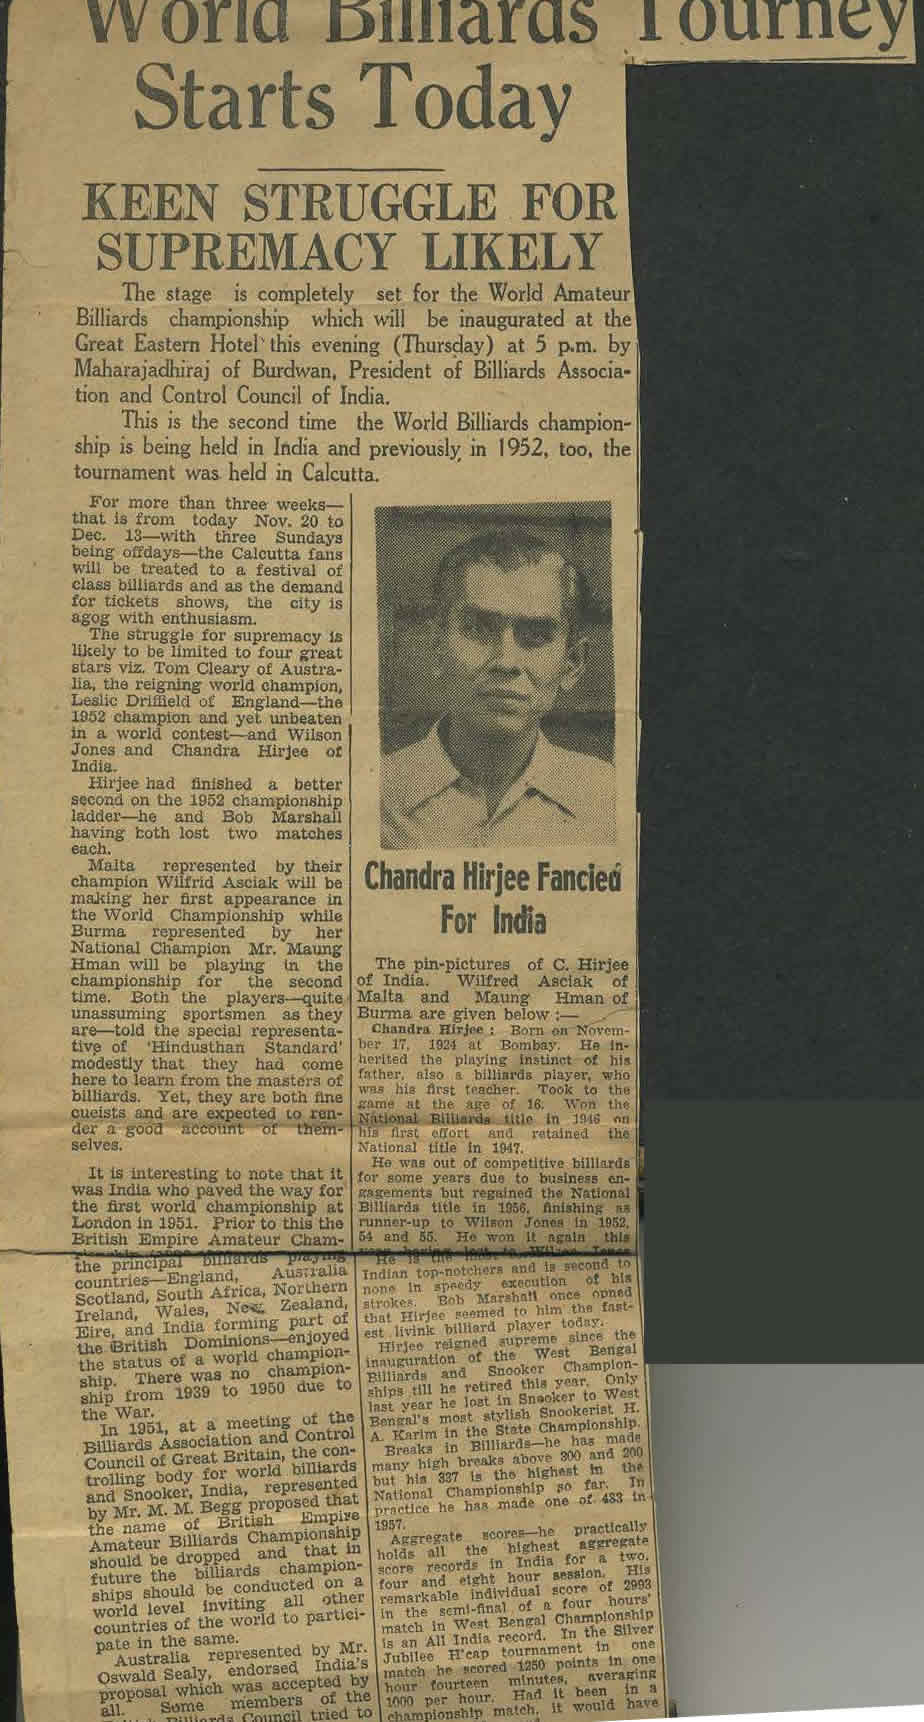 World Billiards Tourney
Starts Today
KEEN STRUGGLE FOR
SUPREMACY LIKELY
The stage is completely set for the World Amateur
Billiards championship which will be inaugurated at the
Great Eastern Hotel this evening (Thursday) at 5 p.m. by
Maharajadhiraj of Burdwan, President of Billiards Associa-
tion and Control Council of India.
This is the second time the World Billiards champion-
ship is being held in India and previously in 1952, too, the
tournament was held in Calcutta.
For more than three weeks—
that is from today Nov. 20 to
Dec. 13—with three Sundays
being offdays—the Calcutta fans
will be treated to a festival of
class billiards and as the demand
for tickets shows, the city is
agog with enthusiasm.
The struggle for supremacy is
likely to be limited to four great
stars viz. Tom Cleary of Austra-
lia, the reigning world champion,
Leslie Driffield of England—the
1952 champion and yet unbeaten
in a world contest—and Wilson
Jones and Chandra Hirjee of
India.
Hirjee had finished a better
second on the 1952 championship
ladder—he and Bob Marshall
having both lost two matches
each.
Malta represented by their
champion Wilfrid Asciak will be
making her first appearance in
the World Championship while
Burma represented by her
National Champion Mr. Maung
Hman will be playing in the
championship for the second
time. Both the players—quite
unassuming sportsmen as they
are—told the special representa-
tive of 'Hindusthan Standard'
modestly that they had come
here to learn from the masters of
billiards. Yet, they are both fine
cueists and are expected to ren-
der a good account of them-
selves.
It is interesting to note that it
was India who paved the way for
the first world championship at
London in 1951. Prior to this the
British Empire Amateur Cham-
the principal billiards playing
countries—England, Australia
Scotland, South Africa, Northern
Ireland, Wales, New Zealand,
Eire, and India forming part of
the British Dominions—enjoyed
the status of a world champion-
ship. There was no champion-
ship from 1939 to 1950 due to
the War.
In 1951, at a meeting of the
Billiards Association and Control
Council of Great Britain, the con-
trolling body for world billiards
and Snooker, India, represented
by Mr. M. M. Begg proposed that
the name of British Empire
Amateur Billiards Championship
should be dropped and that in
future the billiards champion-
ships should be conducted on a
world level inviting all other
countries of the world to partici-
pate in the same.
Australia represented by Mr.
Oswald Sealy, endorsed India's
proposal which was accepted by
all. Some members of the
Billiards Council tried to
Chandra Hirjee Fancied
For India
The pin-pictures of C. Hirjee
of India. Wilfred Asciak of
Malta and Maung Hman of
Burma are given below :—
Chandra Hirjee : Born on Novem-
ber 17, 1924 at Bombay. He in-
herited the playing instinct of his
father, also a billiards player, who
was his first teacher. Took to the
game at the age of 16. Won the
National Billiards title in 1946 on
his first effort and retained the
National title in 1947.
He was out of competitive billiards
for some years due to business en-
gagements but regained the National
Billiards title in 1956, finishing as
runner-up to Wilson Jones in 1952,
54 and 55. He won it again this
year having lost to Wilson Jones
He is the
Indian top-notchers and is second to
none in speedy execution of his
strokes. Bob Marshall once opned
that Hirjee seemed to him the fast-
est livink billiard player today.
Hirjee reigned supreme since the
inauguration of the West Bengal
Billiards and Snooker Champion-
ships till he retired this year. Only
last year he lost in Snooker to West
Bengal's most stylish Snookerist H.
A. Karim in the State Championship.
Breaks in Billiards—he has made
many high breaks above 300 and 200
but his 337 is the highest in the
National Championship so far. In
practice he has made one of 433 in
1957.
Aggregate scores—he practically
holds all the highest aggregate
score records in India for a two,
four and eight hour session. His
remarkable individual score of 2993
in the semi-final of a four hours'
match in West Bengal Championship
is an All India record. In the Silver
Jubilee H'cap tournament in one
match he scored 1250 points in one
hour fourteen minutes, averaging
1000 per hour. Had it been in a
championship match, it would have